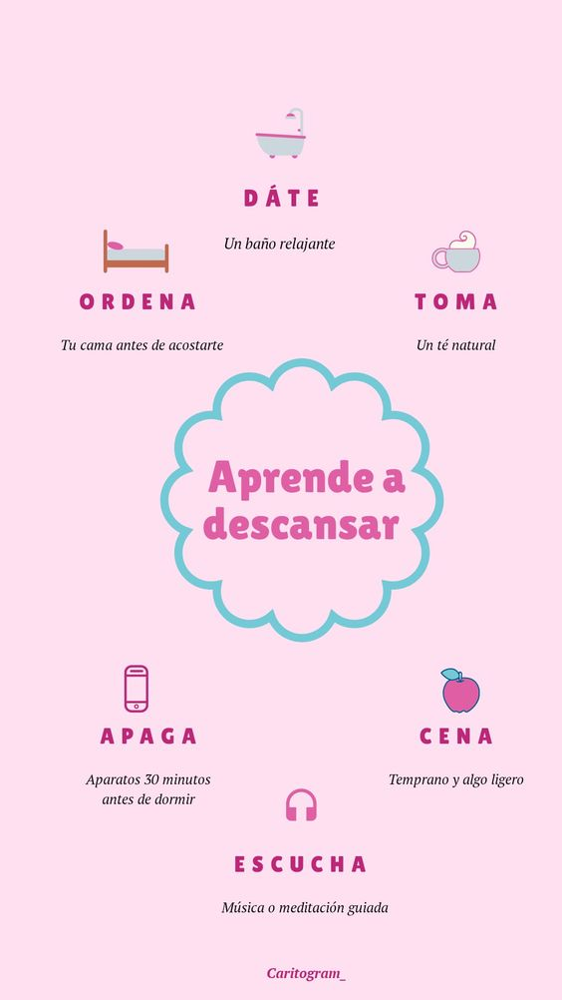 DÁTE
Un baño relajante
ORDENA
Tu cama antes de acostarte
TOMA
Un té natural
Aprende a
descansar
APAGA
Aparatos 30 minutos
antes de dormir
CENA
Temprano y algo ligero
ESCUCHA
Música o meditación guiada
Caritogram_